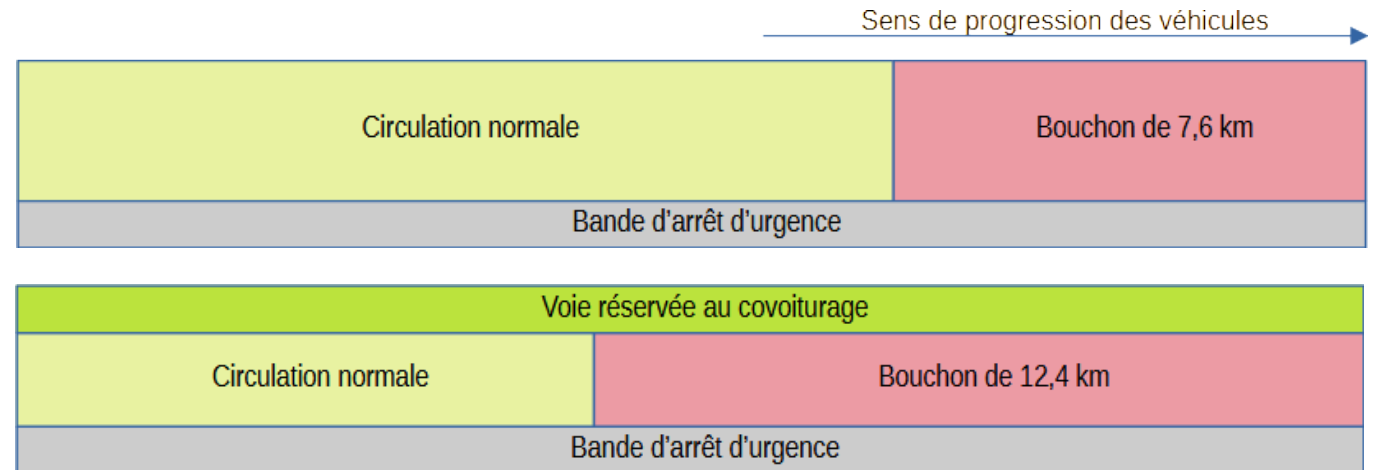 Sens de progression des véhicules
Circulation normale
Bouchon de 7,6 km
Bande d'arrêt d'urgence
Voie réservée au covoiturage
Circulation normale
Bouchon de 12,4 km
Bande d'arrêt d'urgence